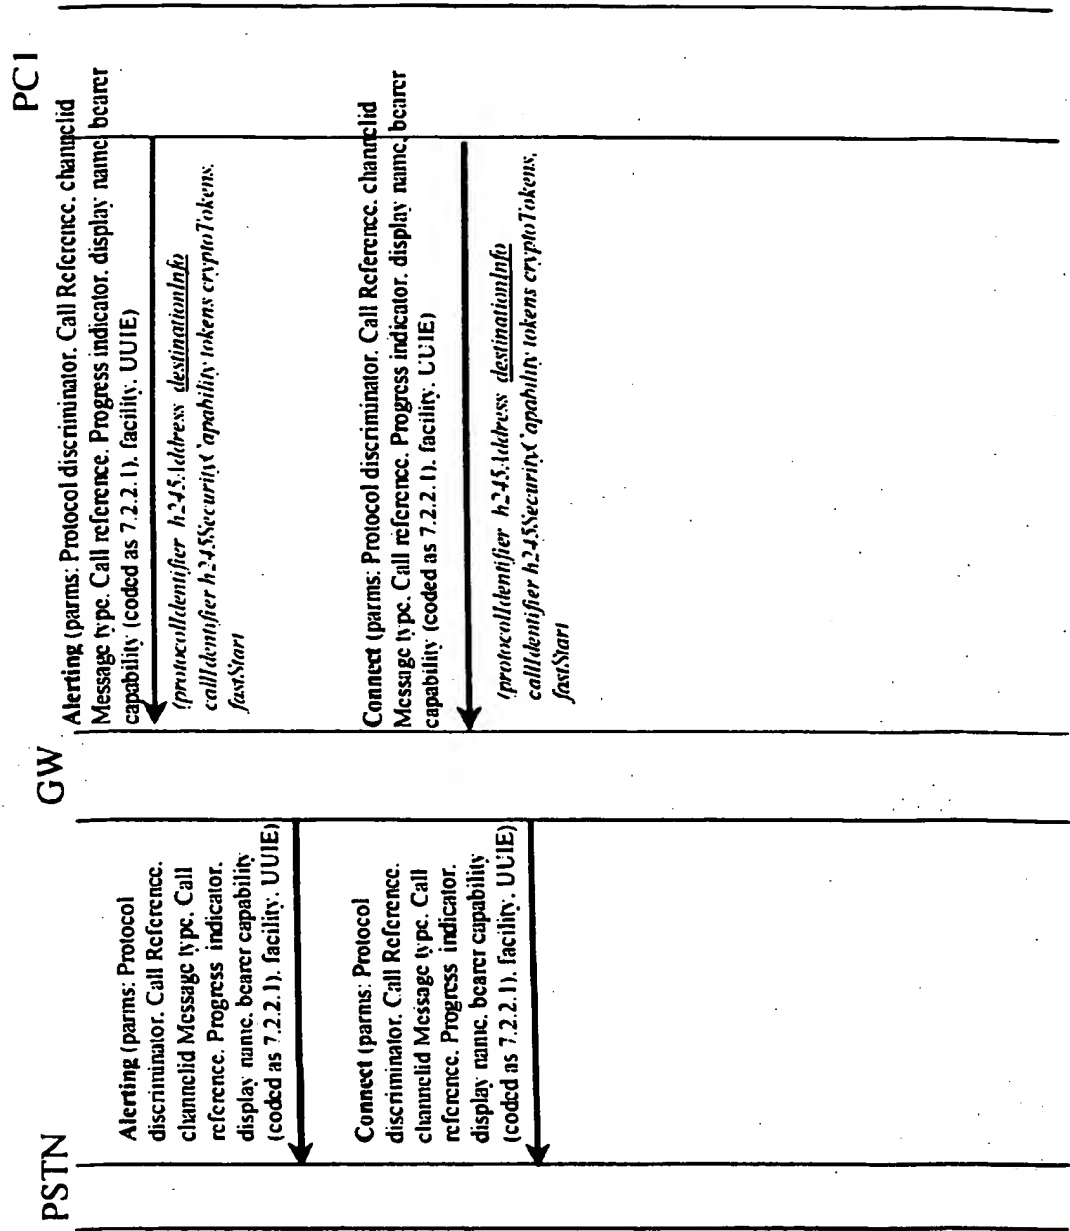 PSTN
GW
PC1
Alerting (parms: Protocol
discriminator. Call Reference.
channelid Message type. Call
reference. Progress indicator.
display name. bearer capability
(coded as 7.2.2.1). facility. UUIE)
Alerting (parms: Protocol discriminator. Call Reference. channelid
Message type. Call reference. Progress indicator. display name. bearer
capability (coded as 7.2.2.1). facility. UUIE)
(protocolIdentifier h245Address destinationInfo
callIdentifier h245SecurityCapability tokens cryptoTokens.
fastStart
Connect (parms: Protocol
discriminator. Call Reference.
channelid Message type. Call
reference. Progress indicator.
display name. bearer capability
(coded as 7.2.2.1). facility. UUIE)
Connect (parms: Protocol discriminator. Call Reference. channelid
Message type. Call reference. Progress indicator. display name. bearer
capability (coded as 7.2.2.1). facility. UUIE)
(protocolIdentifier h245Address destinationInfo
callIdentifier h245SecurityCapability tokens cryptoTokens,
fastStart